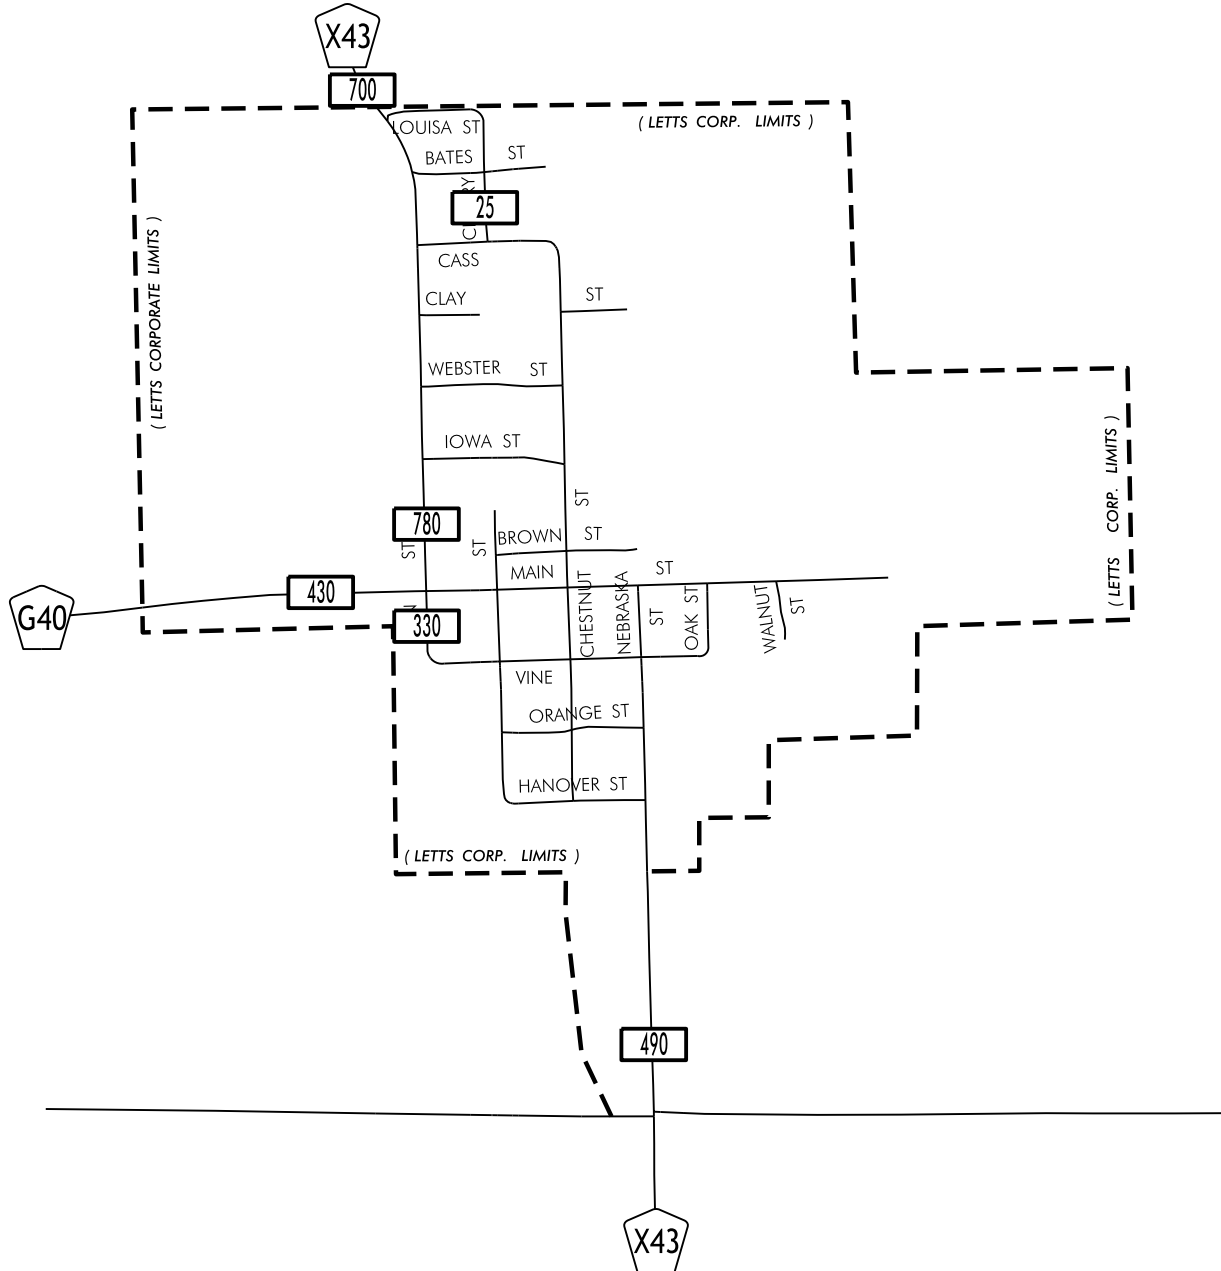 X43
700
( LETTS CORP. LIMITS )
LOUISA ST
BATES ST
25
( LETTS CORPORATE LIMITS )
CASS
CLAY ST
WEBSTER ST
IOWA ST
( LETTS CORP. LIMITS )
ST
780
ST
ST
BROWN ST
MAIN ST
430
G40
330
CHESTNUT
NEBRASKA ST
OAK ST
WALNUT ST
VINE
ORANGE ST
HANOVER ST
( LETTS CORP. LIMITS )
490
X43